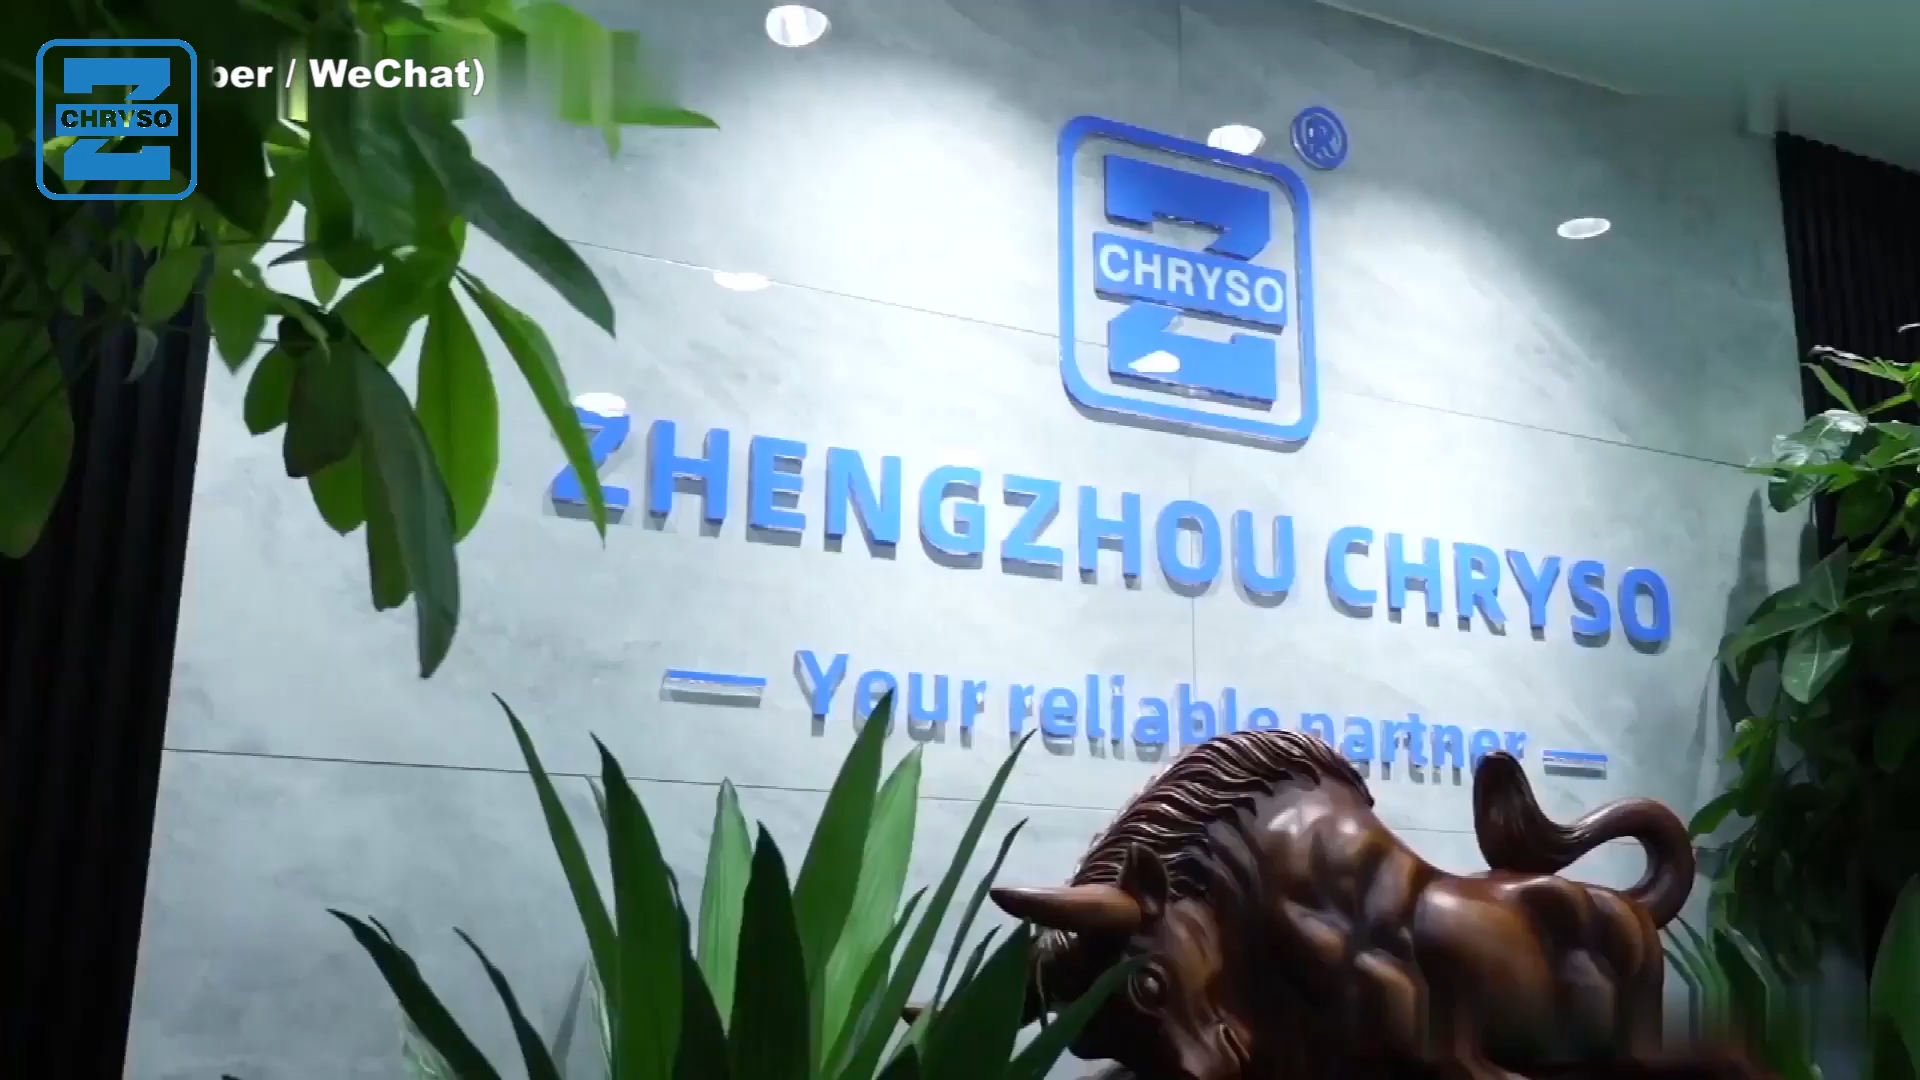 CHRYSO
ber / WeChat)
®
CHRYSO
ZHENGZHOU CHRYSO
— Your reliable partner —